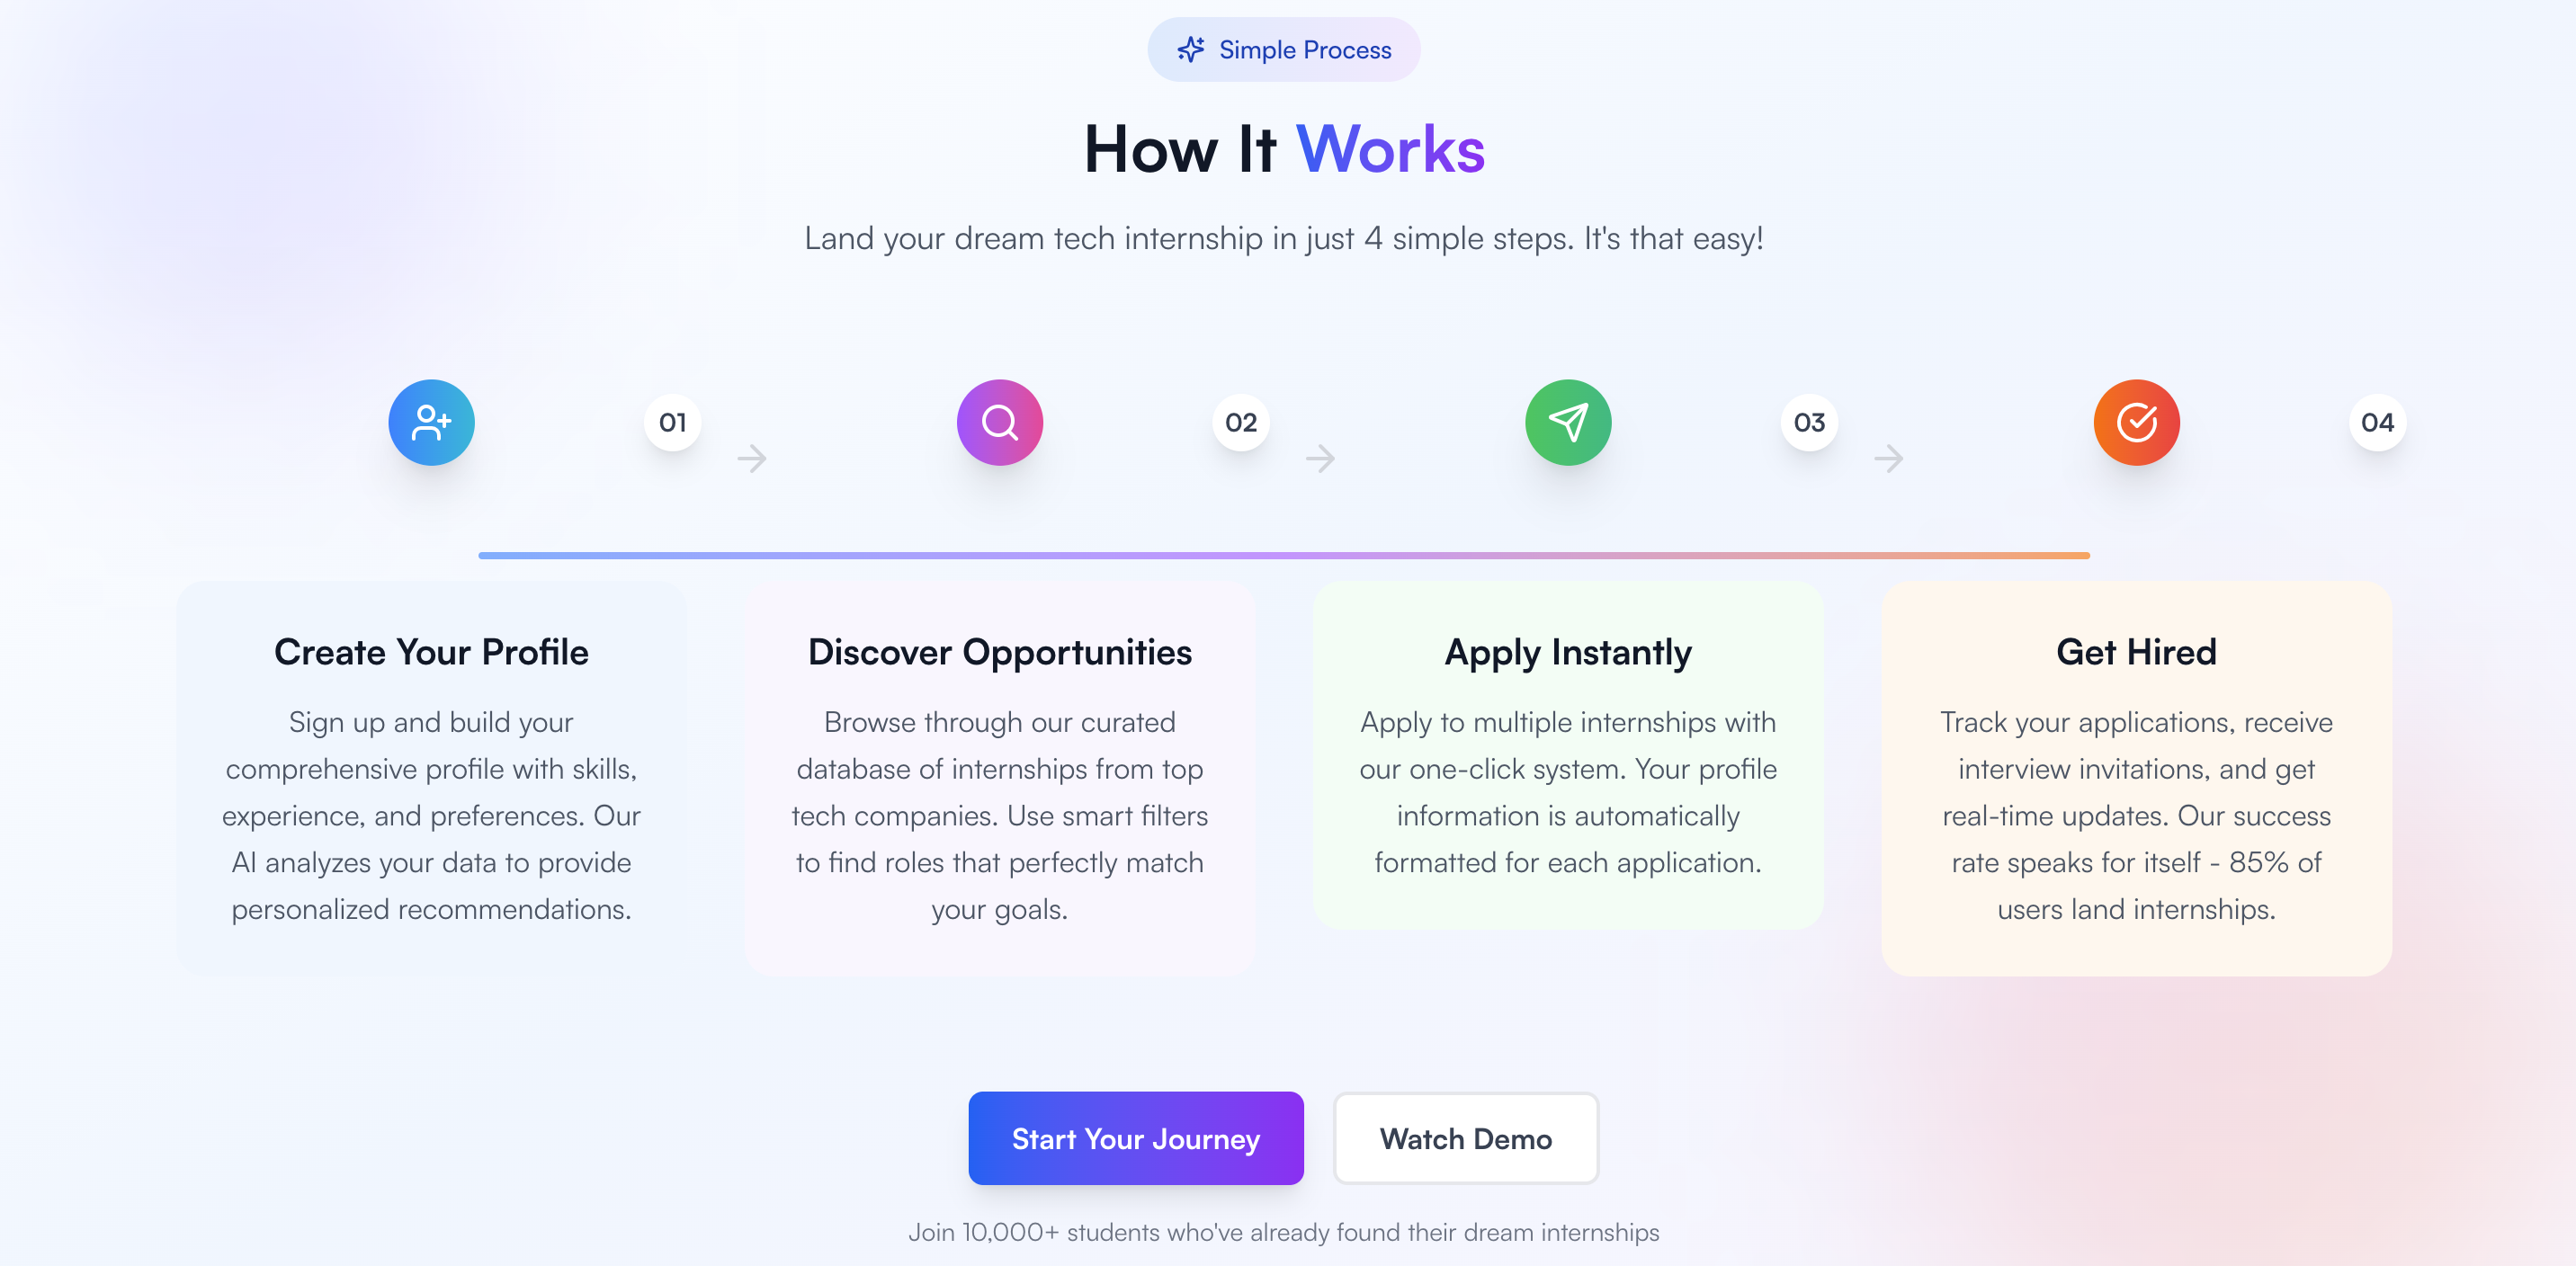 Simple Process
How It Works
Land your dream tech internship in just 4 simple steps. It's that easy!
01
02
03
04
Create Your Profile
Sign up and build your
comprehensive profile with skills,
experience, and preferences. Our
AI analyzes your data to provide
personalized recommendations.
Discover Opportunities
Browse through our curated
database of internships from top
tech companies. Use smart filters
to find roles that perfectly match
your goals.
Apply Instantly
Apply to multiple internships with
our one-click system. Your profile
information is automatically
formatted for each application.
Get Hired
Track your applications, receive
interview invitations, and get
real-time updates. Our success
rate speaks for itself - 85% of
users land internships.
Start Your Journey
Watch Demo
Join 10,000+ students who've already found their dream internships